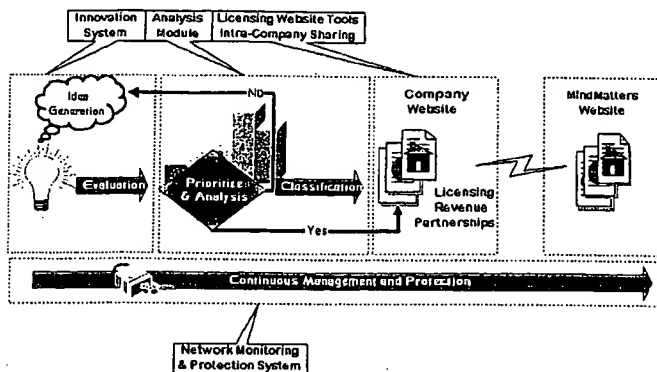 Innovation System
Analysis Module
Licensing Website Tools
Intra-Company Sharing
Idea Generation
No
Company Website
MindMatters Website
Evaluation
Prioritize & Analysis
Classification
Licensing
Revenue
Partnerships
Yes
Continuous Management and Protection
Network Monitoring
& Protection System